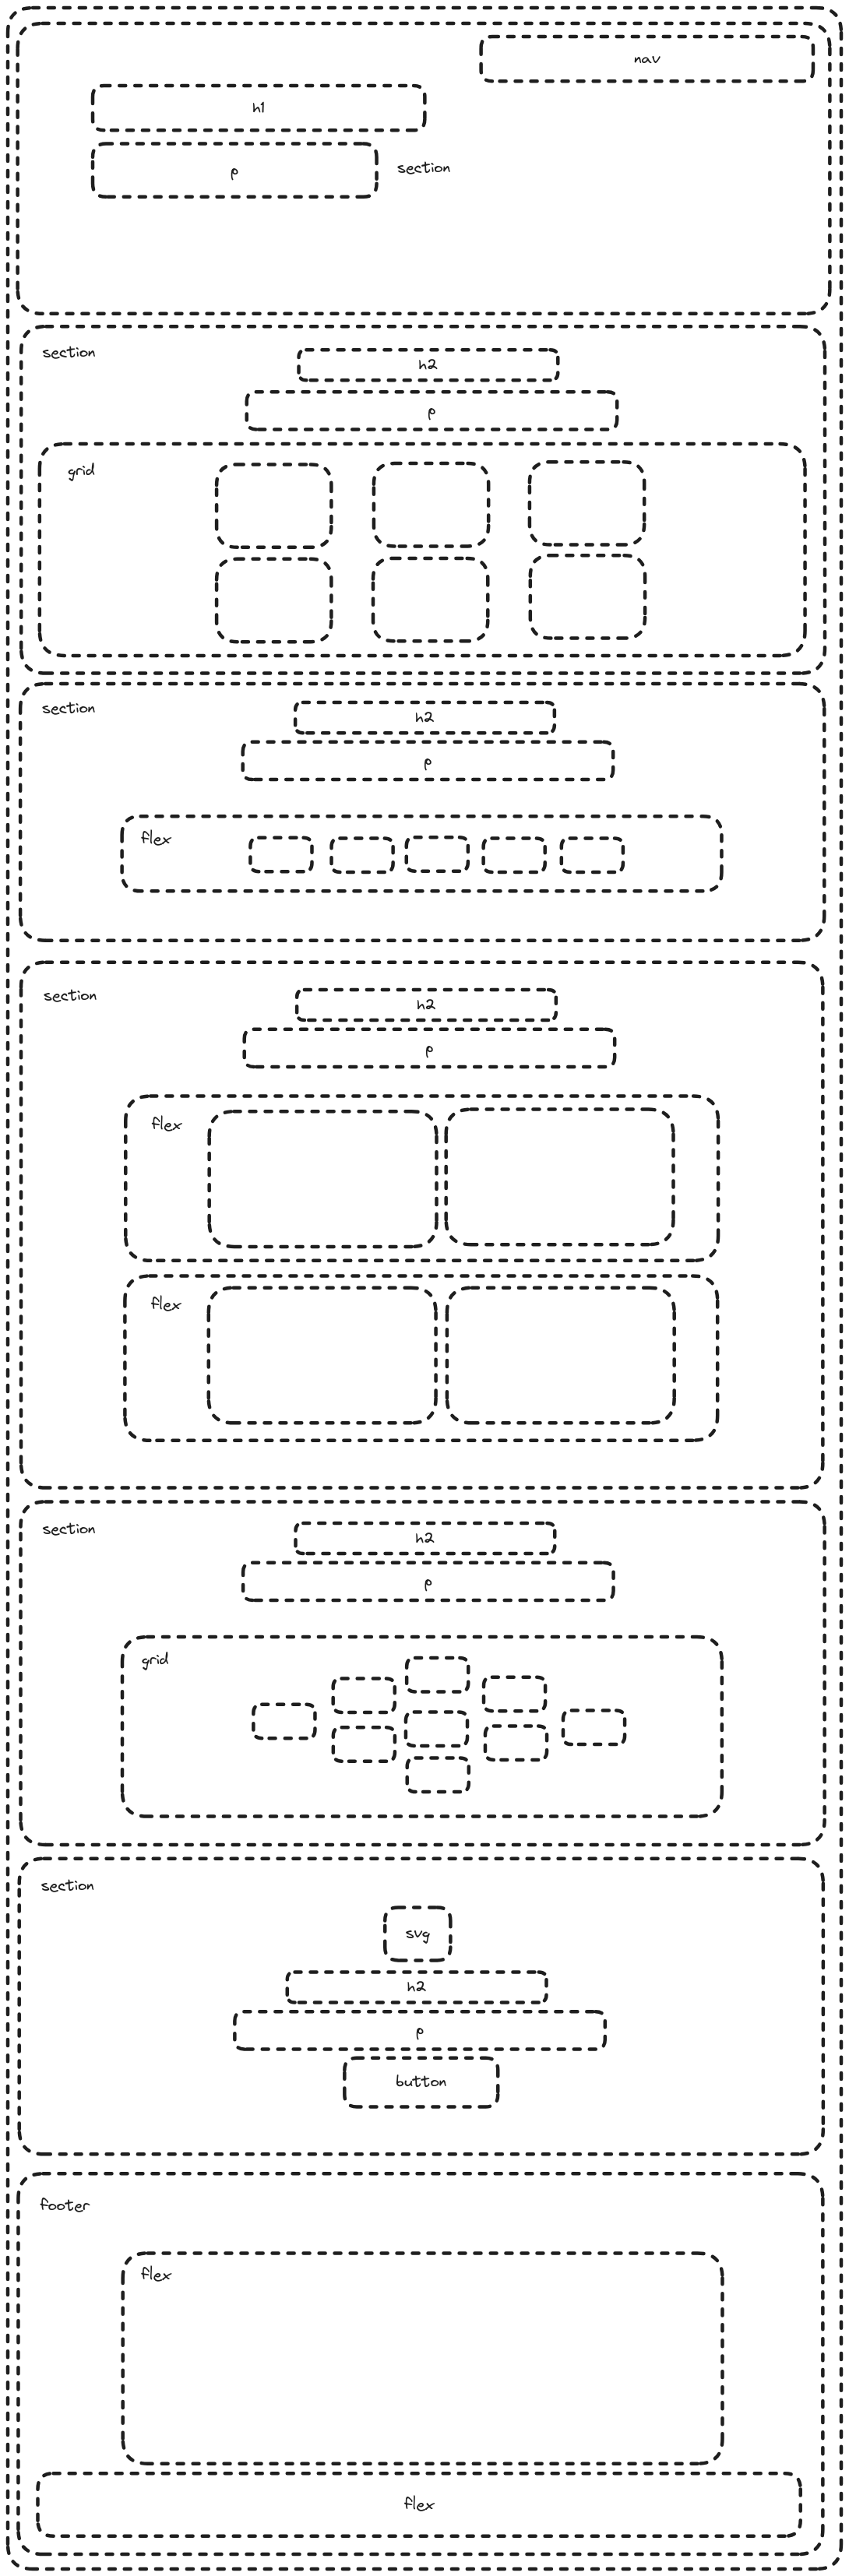 nav
h1
p
section
section
h2
p
grid
section
h2
p
flex
section
h2
p
flex
flex
section
h2
p
grid
section
svg
h2
p
button
footer
flex
flex